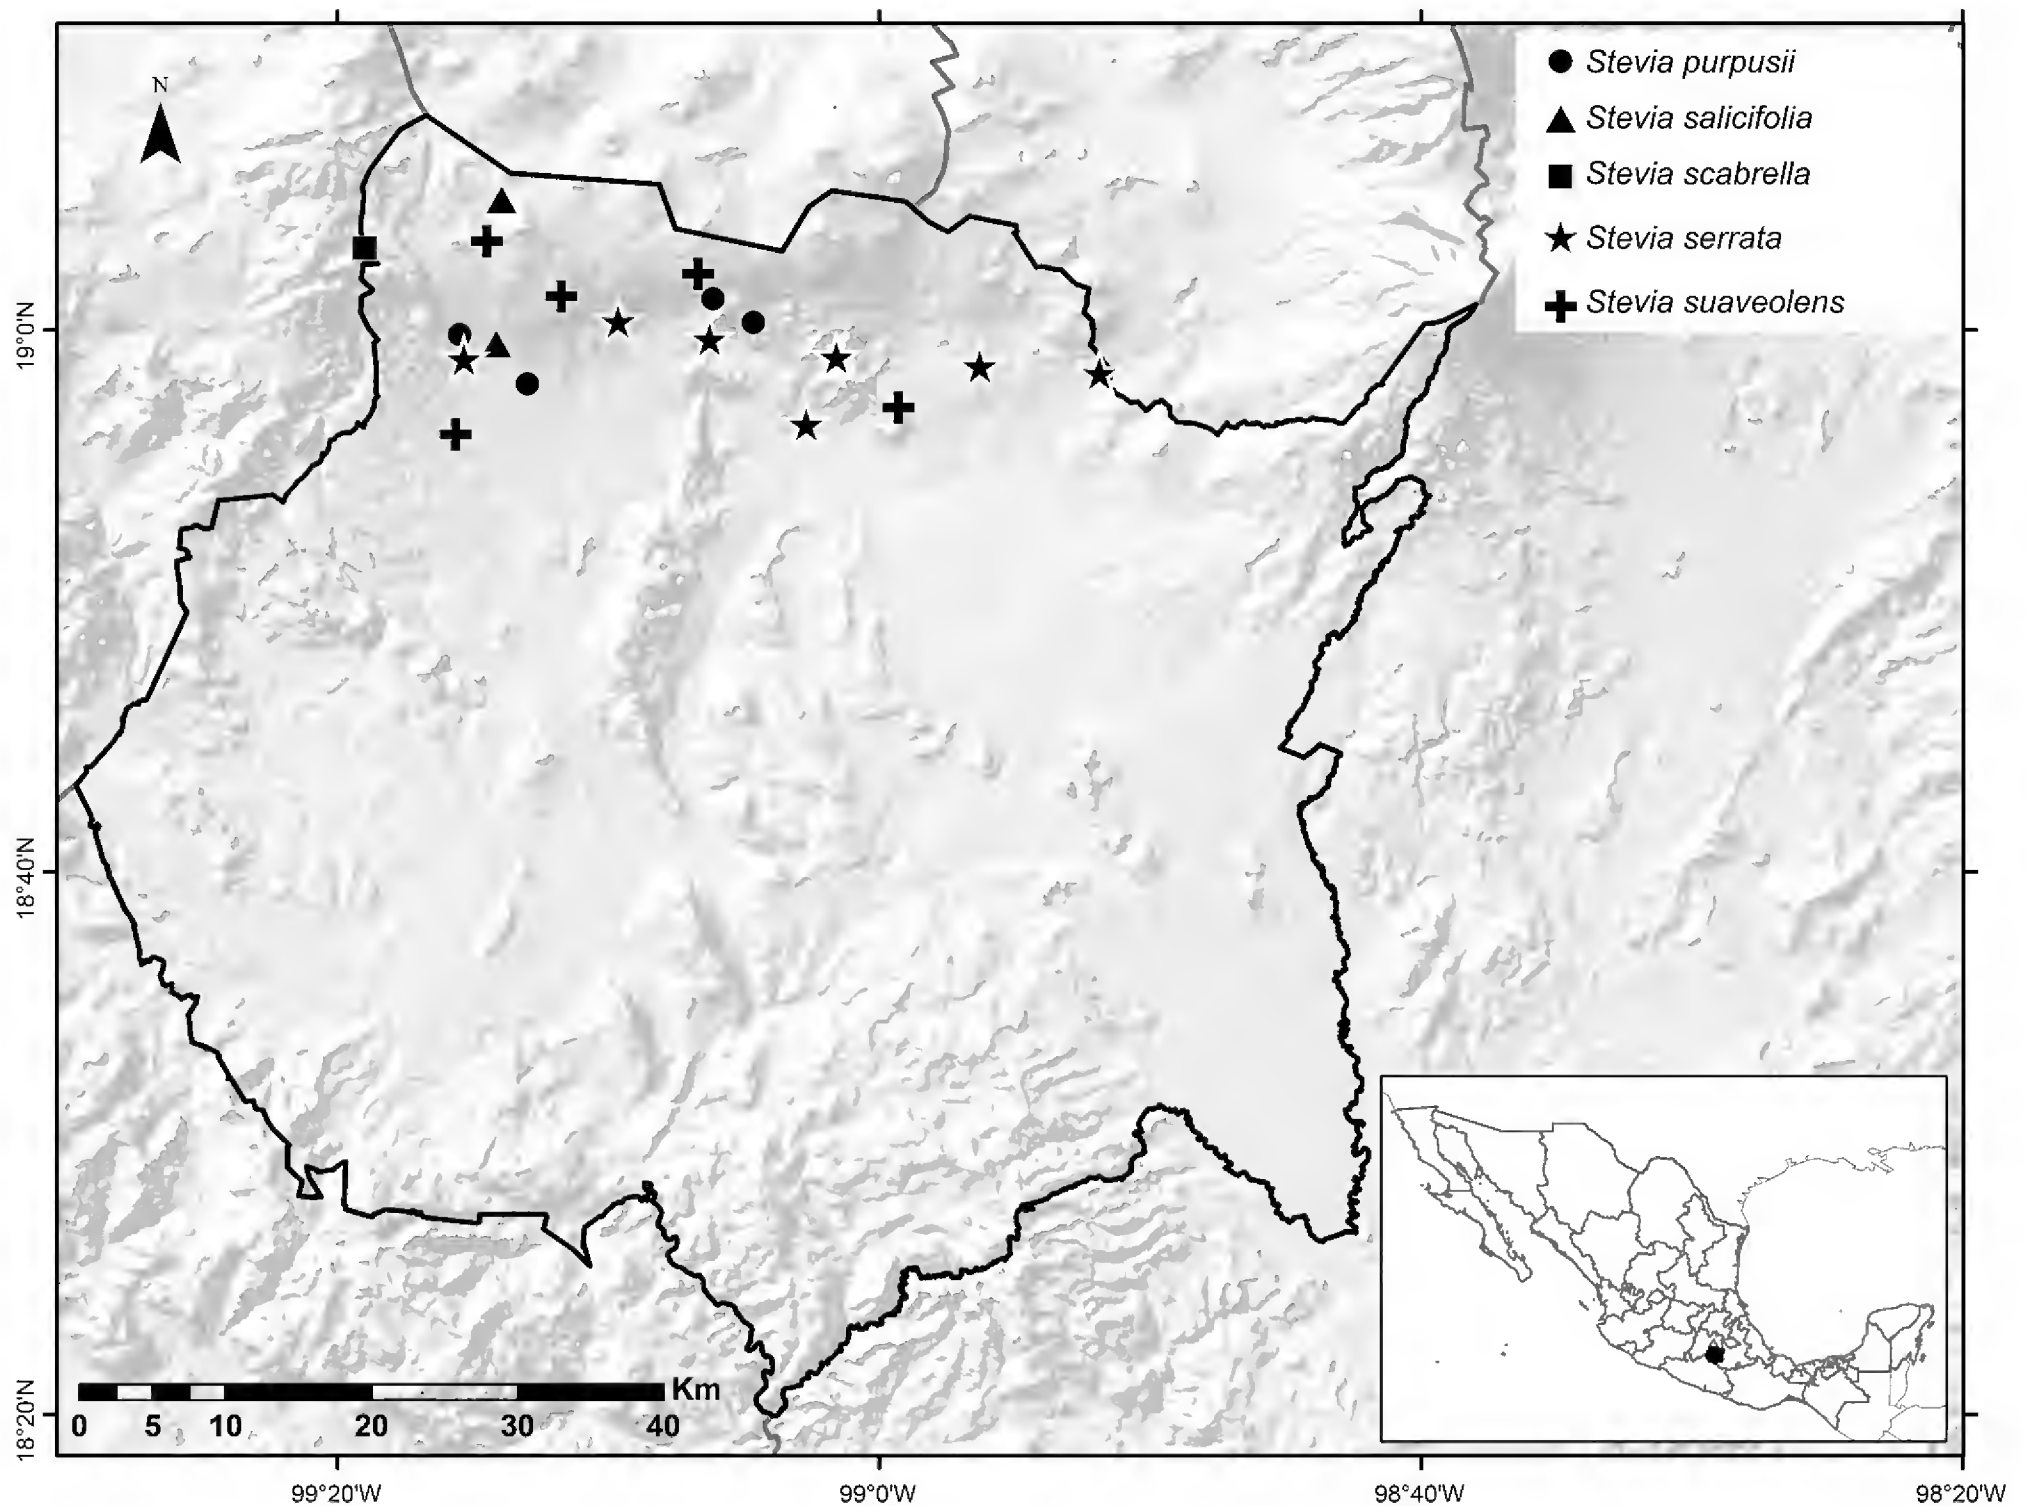 N
Stevia purpusii
Stevia salicifolia
Stevia scabrella
Stevia serrata
Stevia suaveolens
19°0'N
18°40'N
18°20'N
Km
0 5 10 20 30 40
99°20'W 99°0'W 98°40'W 98°20'W